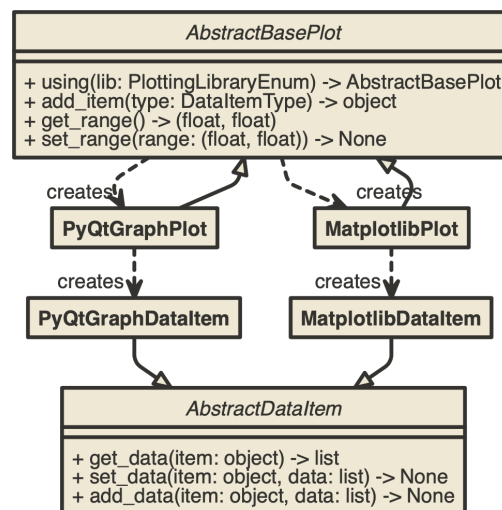 AbstractBasePlot
+ using(lib: PlottingLibraryEnum) -> AbstractBasePlot
+ add_item(type: DataItemType) -> object
+ get_range() -> (float, float)
+ set_range(range: (float, float)) -> None
creates creates
PyQtGraphPlot MatplotlibPlot
creates creates
PyQtGraphDataItem MatplotlibDataItem
AbstractDataItem
+ get_data(item: object) -> list
+ set_data(item: object, data: list) -> None
+ add_data(item: object, data: list) -> None